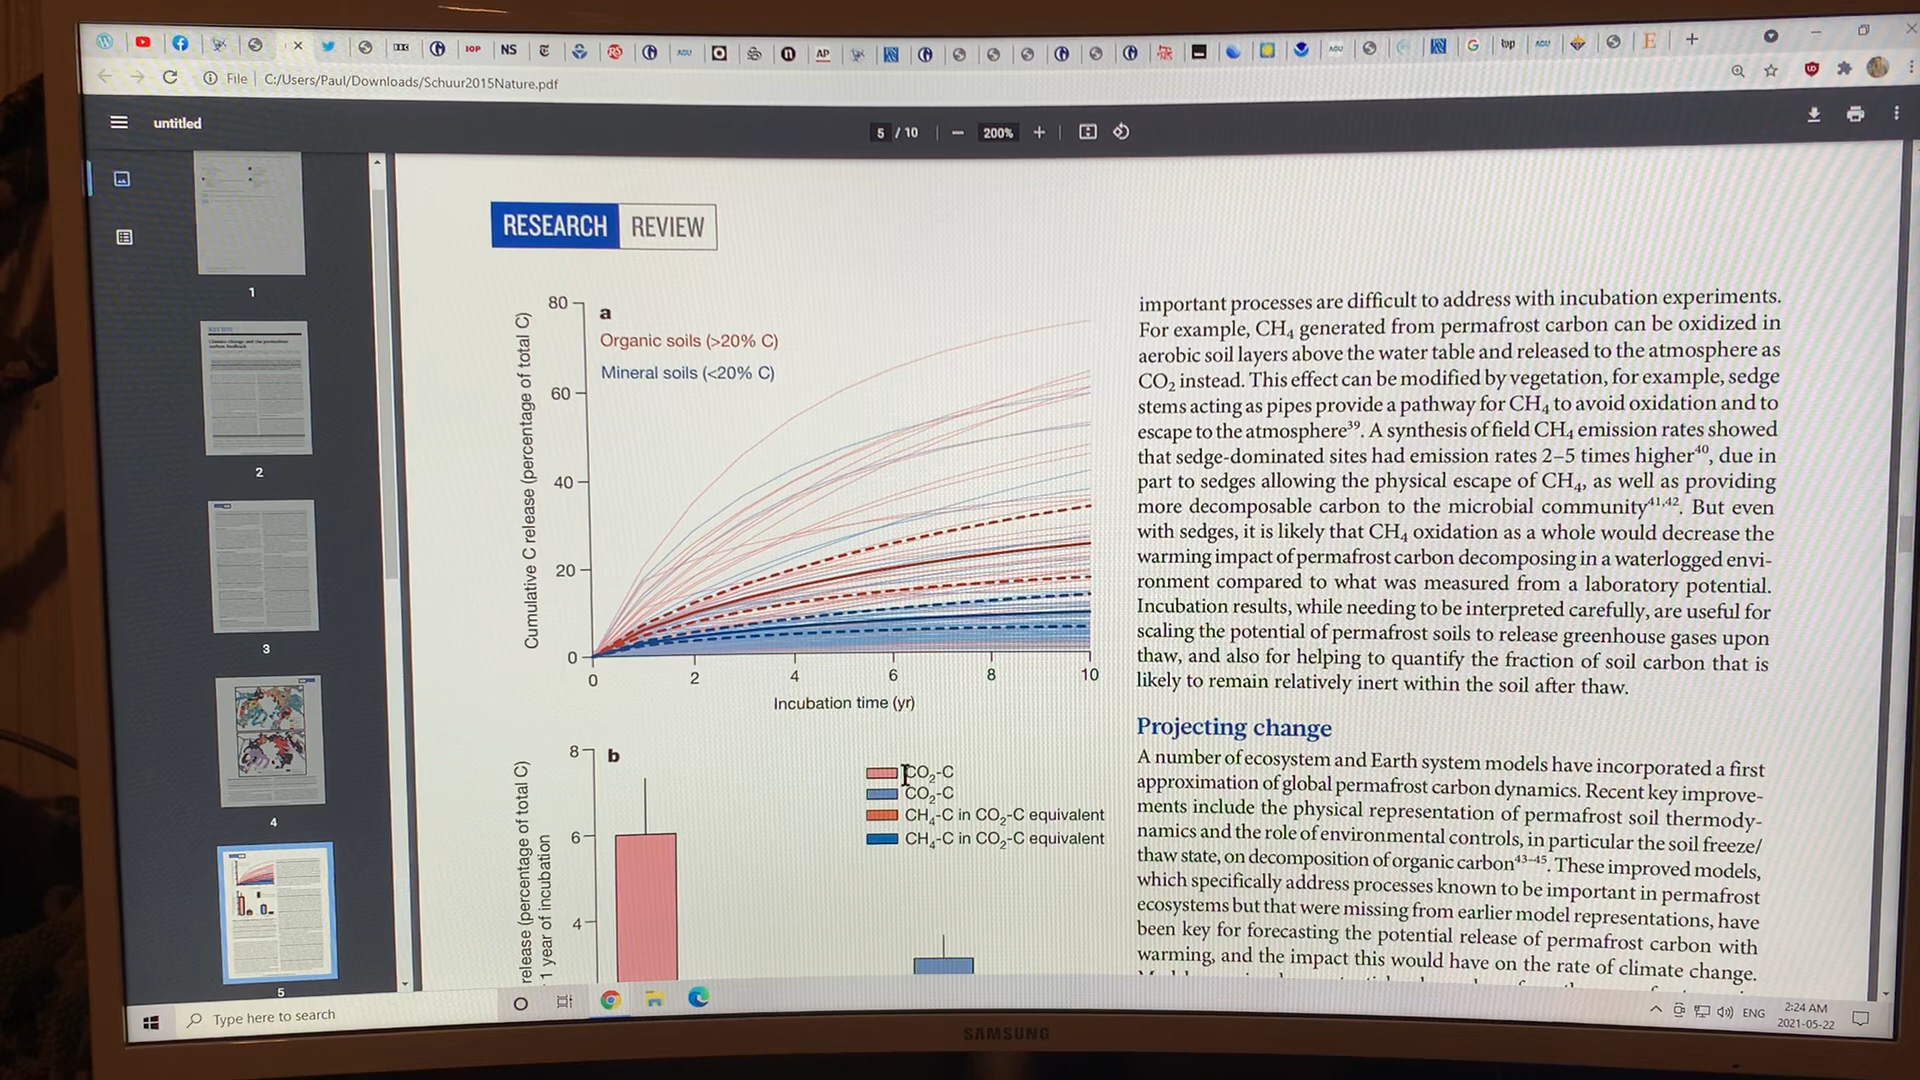 IOP
NS
AGU
AP
AGU
wp
AGU
File
C:/Users/Paul/Downloads/Schuur2015Nature.pdf
untitled
5 / 10
200%
1
2
3
4
5
RESEARCH REVIEW
80
60
40
20
0
Cumulative C release (percentage of total C)
a
Organic soils (>20% C)
Mineral soils (<20% C)
0 2 4 6 8 10
Incubation time (yr)
8
6
4
release (percentage of total C)
1 year of incubation
b
CO2-C
CO2-C
CH4-C in CO2-C equivalent
CH4-C in CO2-C equivalent
important processes are difficult to address with incubation experiments.
For example, CH4 generated from permafrost carbon can be oxidized in
aerobic soil layers above the water table and released to the atmosphere as
CO2 instead. This effect can be modified by vegetation, for example, sedge
stems acting as pipes provide a pathway for CH4 to avoid oxidation and to
escape to the atmosphere39. A synthesis of field CH4 emission rates showed
that sedge-dominated sites had emission rates 2–5 times higher40, due in
part to sedges allowing the physical escape of CH4, as well as providing
more decomposable carbon to the microbial community41,42. But even
with sedges, it is likely that CH4 oxidation as a whole would decrease the
warming impact of permafrost carbon decomposing in a waterlogged envi-
ronment compared to what was measured from a laboratory potential.
Incubation results, while needing to be interpreted carefully, are useful for
scaling the potential of permafrost soils to release greenhouse gases upon
thaw, and also for helping to quantify the fraction of soil carbon that is
likely to remain relatively inert within the soil after thaw.
Projecting change
A number of ecosystem and Earth system models have incorporated a first
approximation of global permafrost carbon dynamics. Recent key improve-
ments include the physical representation of permafrost soil thermody-
namics and the role of environmental controls, in particular the soil freeze/
thaw state, on decomposition of organic carbon43–45. These improved models,
which specifically address processes known to be important in permafrost
ecosystems but that were missing from earlier model representations, have
been key for forecasting the potential release of permafrost carbon with
warming, and the impact this would have on the rate of climate change.
Type here to search
ENG
2:24 AM
2021-05-22
SAMSUNG